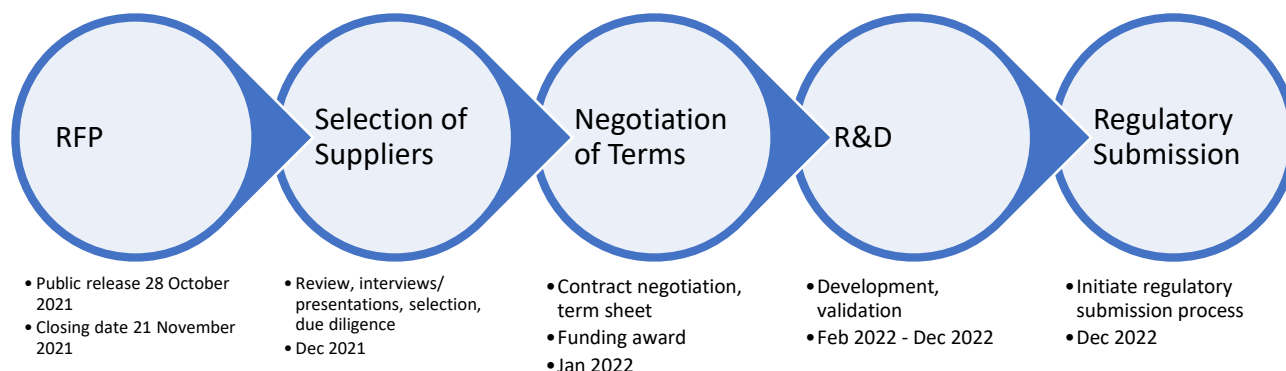 RFP
• Public release 28 October
2021
• Closing date 21 November
2021
Selection of
Suppliers
• Review, interviews/
presentations, selection,
due diligence
• Dec 2021
Negotiation
of Terms
• Contract negotiation,
term sheet
• Funding award
• Jan 2022
R&D
• Development,
validation
• Feb 2022 - Dec 2022
Regulatory
Submission
• Initiate regulatory
submission process
• Dec 2022